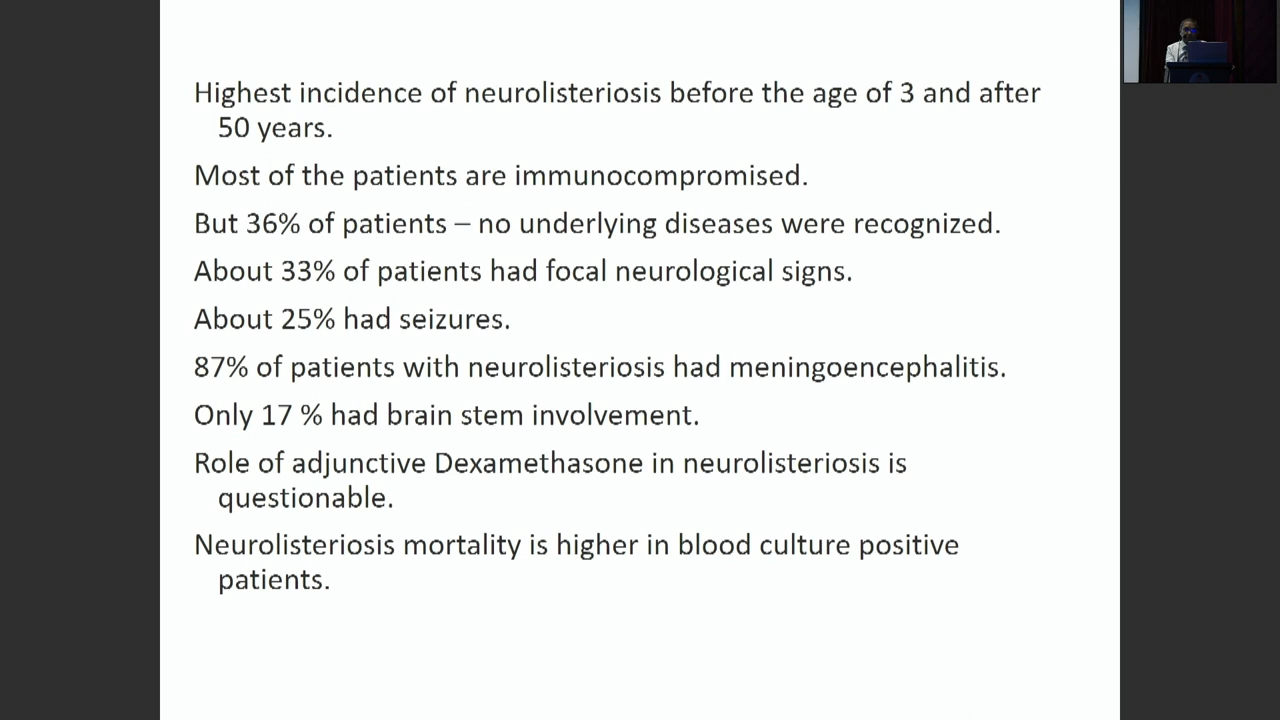 Highest incidence of neurolisteriosis before the age of 3 and after
50 years.
Most of the patients are immunocompromised.
But 36% of patients – no underlying diseases were recognized.
About 33% of patients had focal neurological signs.
About 25% had seizures.
87% of patients with neurolisteriosis had meningoencephalitis.
Only 17 % had brain stem involvement.
Role of adjunctive Dexamethasone in neurolisteriosis is
questionable.
Neurolisteriosis mortality is higher in blood culture positive
patients.